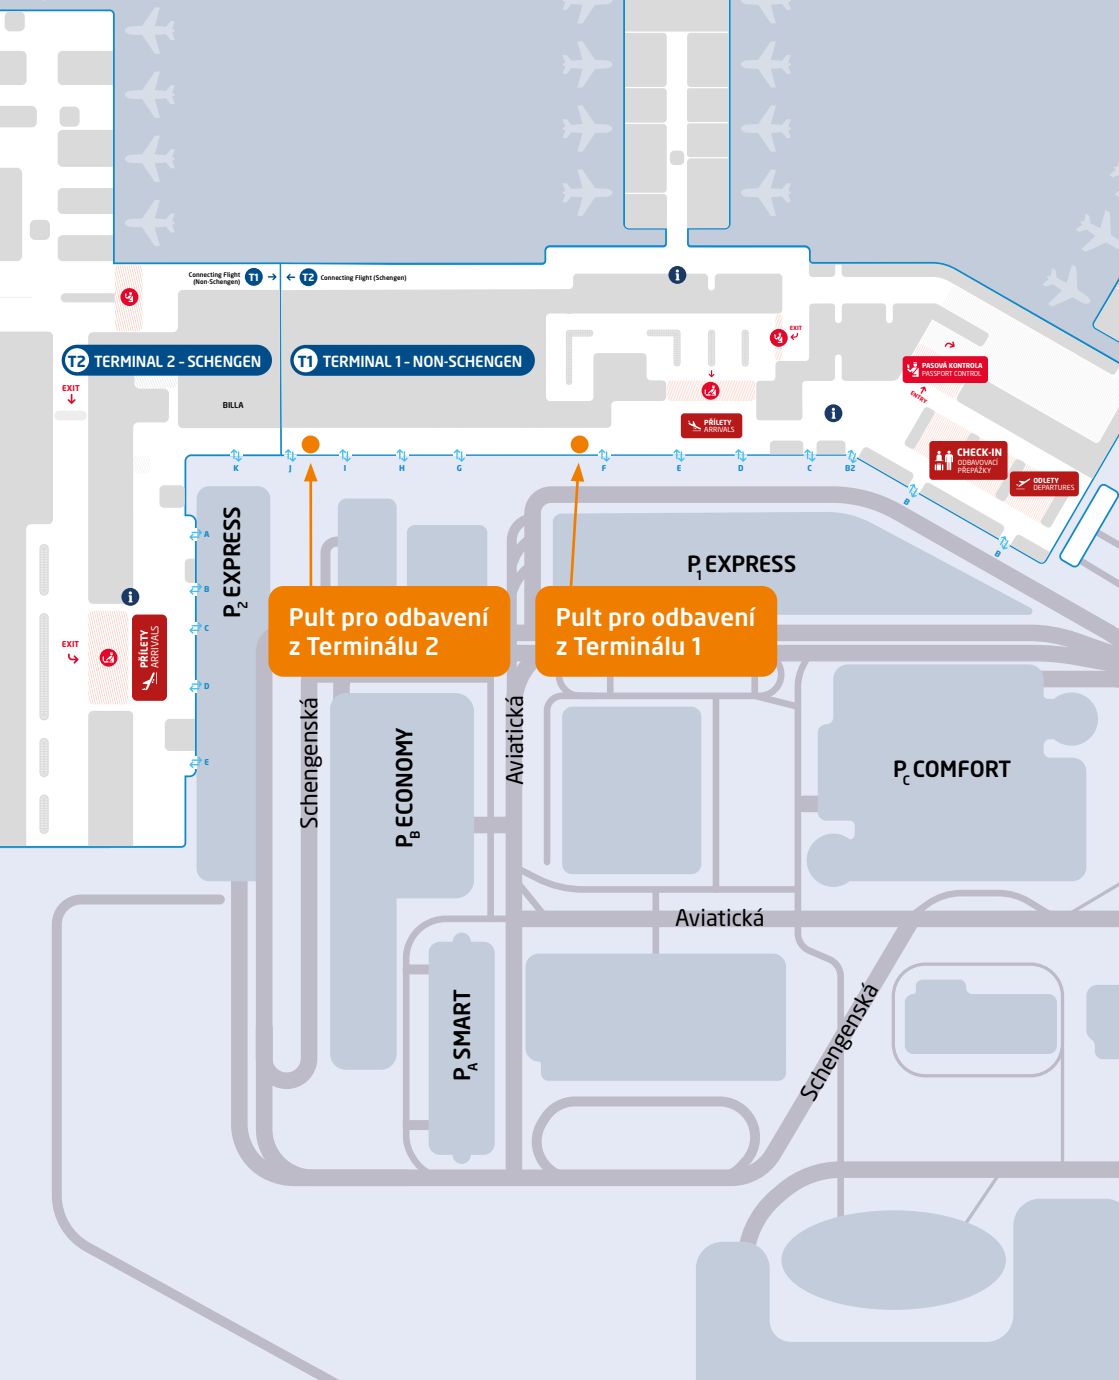 Connecting Flight
(Non-Schengen)
T1
T2
Connecting Flight (Schengen)
i
EXIT
T2 TERMINAL 2 – SCHENGEN
T1 TERMINAL 1 – NON-SCHENGEN
PASOVÁ KONTROLA
PASSPORT CONTROL
ENTRY
EXIT
BILLA
i
PŘÍLETY
ARRIVALS
CHECK-IN
ODBAVOVACÍ
PŘEPÁŽKY
ODLETY
DEPARTURES
K
J
I
H
G
F
E
D
C
B2
B
B
A
B
C
D
E
i
EXIT
PŘÍLETY
ARRIVALS
P2 EXPRESS
P1 EXPRESS
Pult pro odbavení
z Terminálu 2
Pult pro odbavení
z Terminálu 1
Schengenská
PB ECONOMY
Aviatická
PC COMFORT
Aviatická
PA SMART
Schengenská